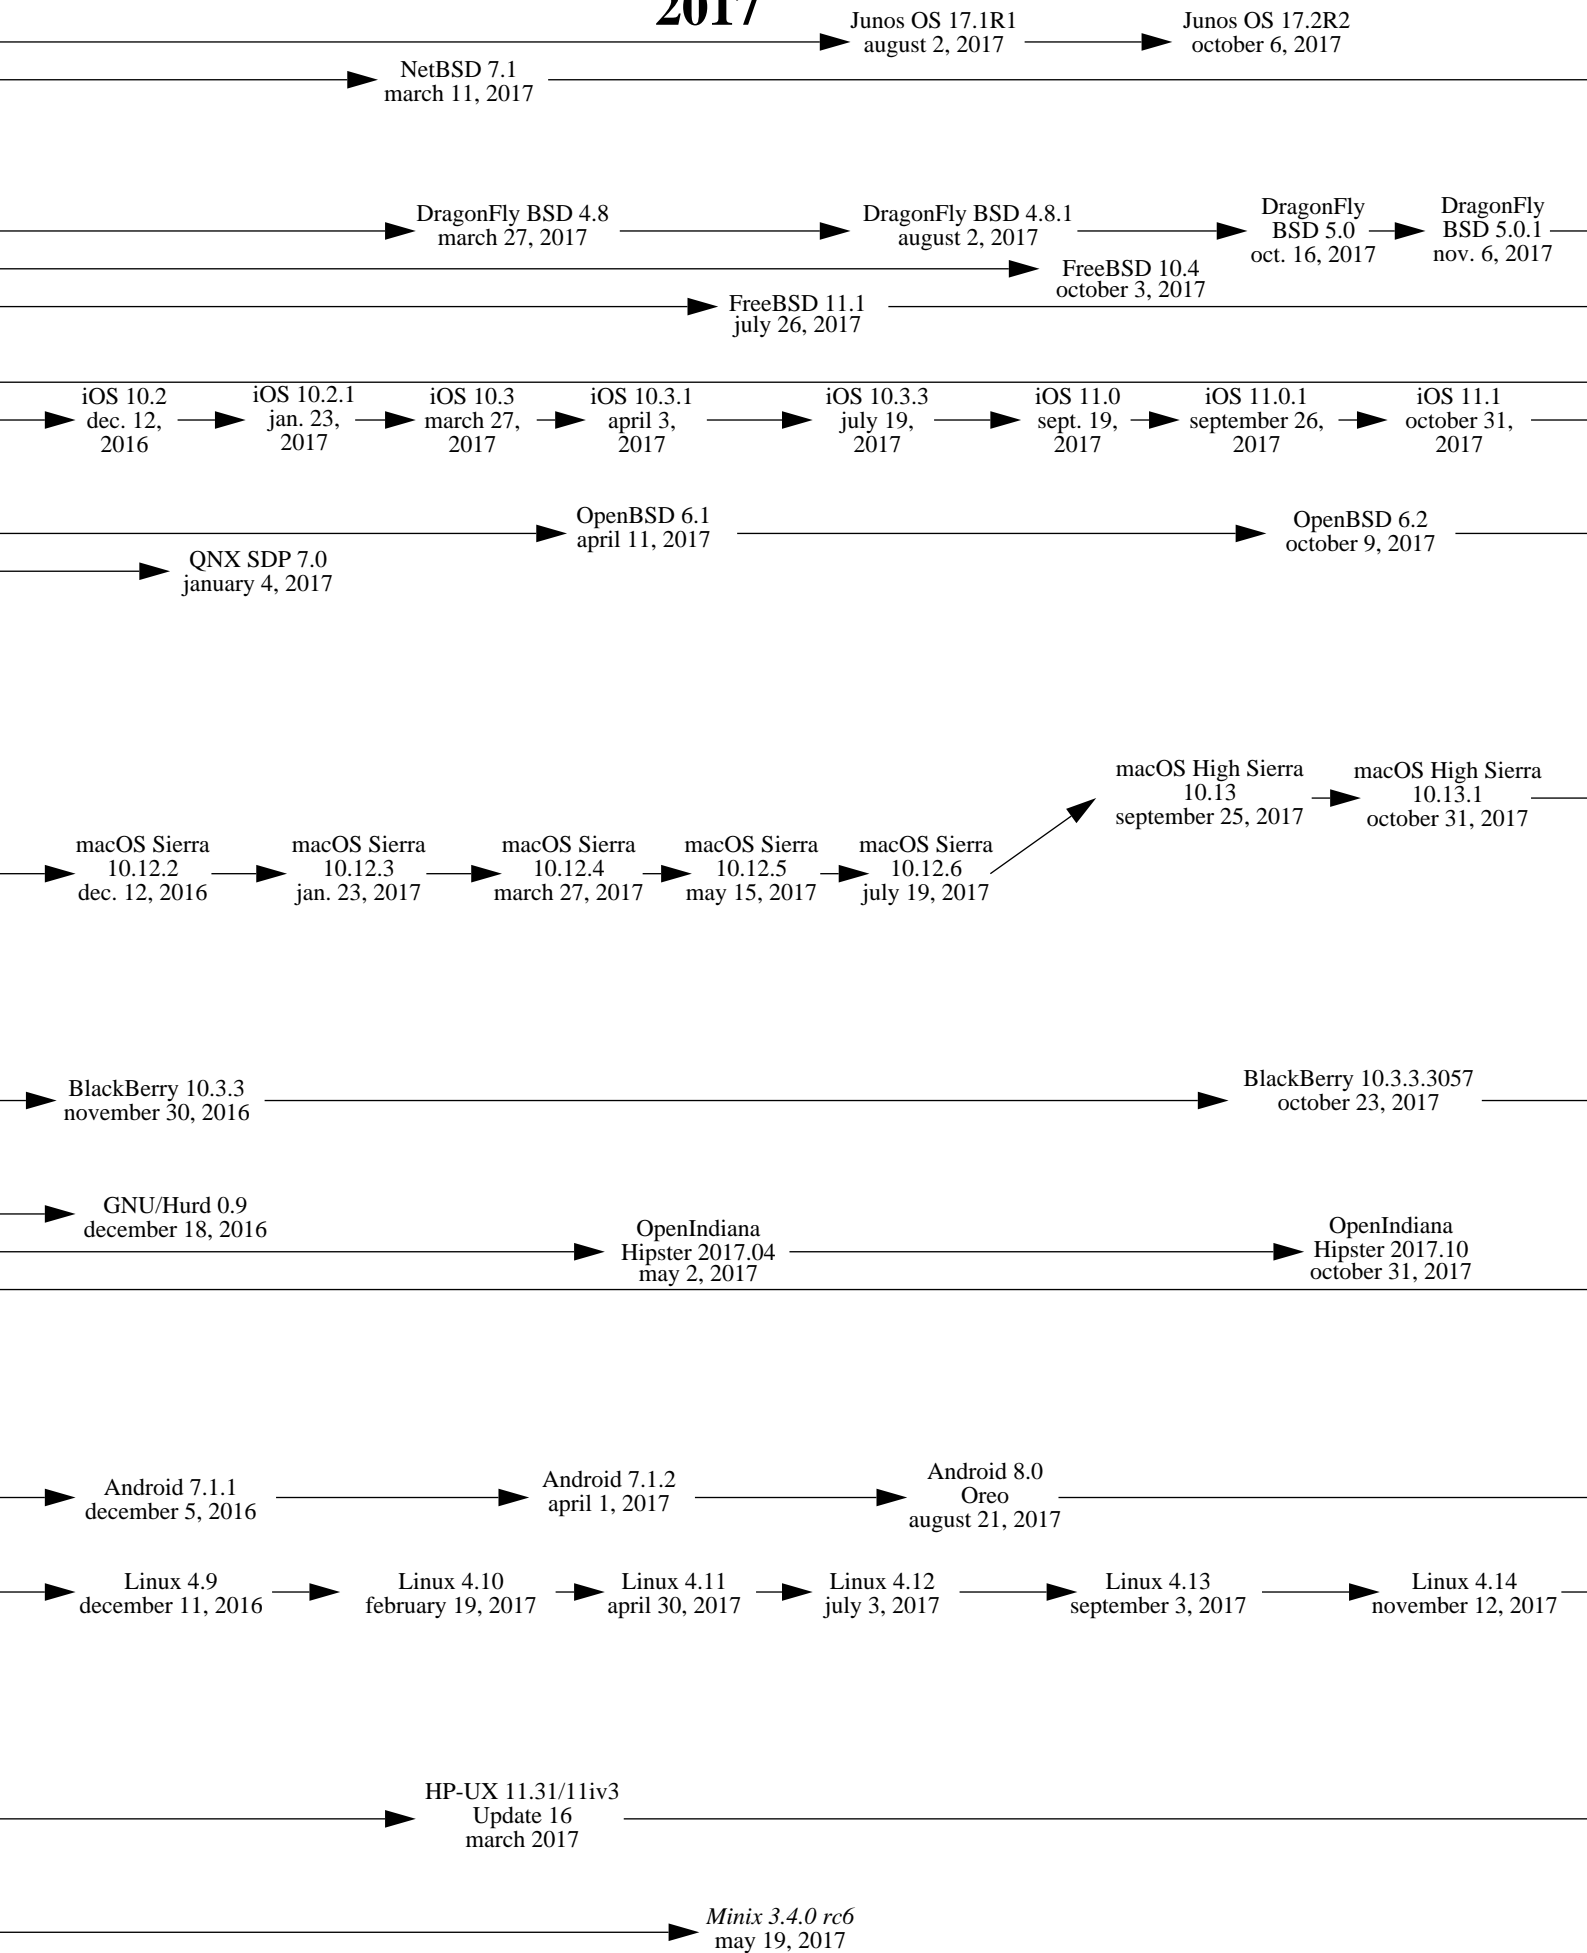 2017
Junos OS 17.1R1
august 2, 2017
Junos OS 17.2R2
october 6, 2017
NetBSD 7.1
march 11, 2017
DragonFly BSD 4.8
march 27, 2017
DragonFly BSD 4.8.1
august 2, 2017
DragonFly
BSD 5.0
oct. 16, 2017
DragonFly
BSD 5.0.1
nov. 6, 2017
FreeBSD 10.4
october 3, 2017
FreeBSD 11.1
july 26, 2017
iOS 10.2
dec. 12,
2016
iOS 10.2.1
jan. 23,
2017
iOS 10.3
march 27,
2017
iOS 10.3.1
april 3,
2017
iOS 10.3.3
july 19,
2017
iOS 11.0
sept. 19,
2017
iOS 11.0.1
september 26,
2017
iOS 11.1
october 31,
2017
OpenBSD 6.1
april 11, 2017
OpenBSD 6.2
october 9, 2017
QNX SDP 7.0
january 4, 2017
macOS High Sierra
10.13
september 25, 2017
macOS High Sierra
10.13.1
october 31, 2017
macOS Sierra
10.12.2
dec. 12, 2016
macOS Sierra
10.12.3
jan. 23, 2017
macOS Sierra
10.12.4
march 27, 2017
macOS Sierra
10.12.5
may 15, 2017
macOS Sierra
10.12.6
july 19, 2017
BlackBerry 10.3.3
november 30, 2016
BlackBerry 10.3.3.3057
october 23, 2017
GNU/Hurd 0.9
december 18, 2016
OpenIndiana
Hipster 2017.04
may 2, 2017
OpenIndiana
Hipster 2017.10
october 31, 2017
Android 7.1.1
december 5, 2016
Android 7.1.2
april 1, 2017
Android 8.0
Oreo
august 21, 2017
Linux 4.9
december 11, 2016
Linux 4.10
february 19, 2017
Linux 4.11
april 30, 2017
Linux 4.12
july 3, 2017
Linux 4.13
september 3, 2017
Linux 4.14
november 12, 2017
HP-UX 11.31/11iv3
Update 16
march 2017
Minix 3.4.0 rc6
may 19, 2017